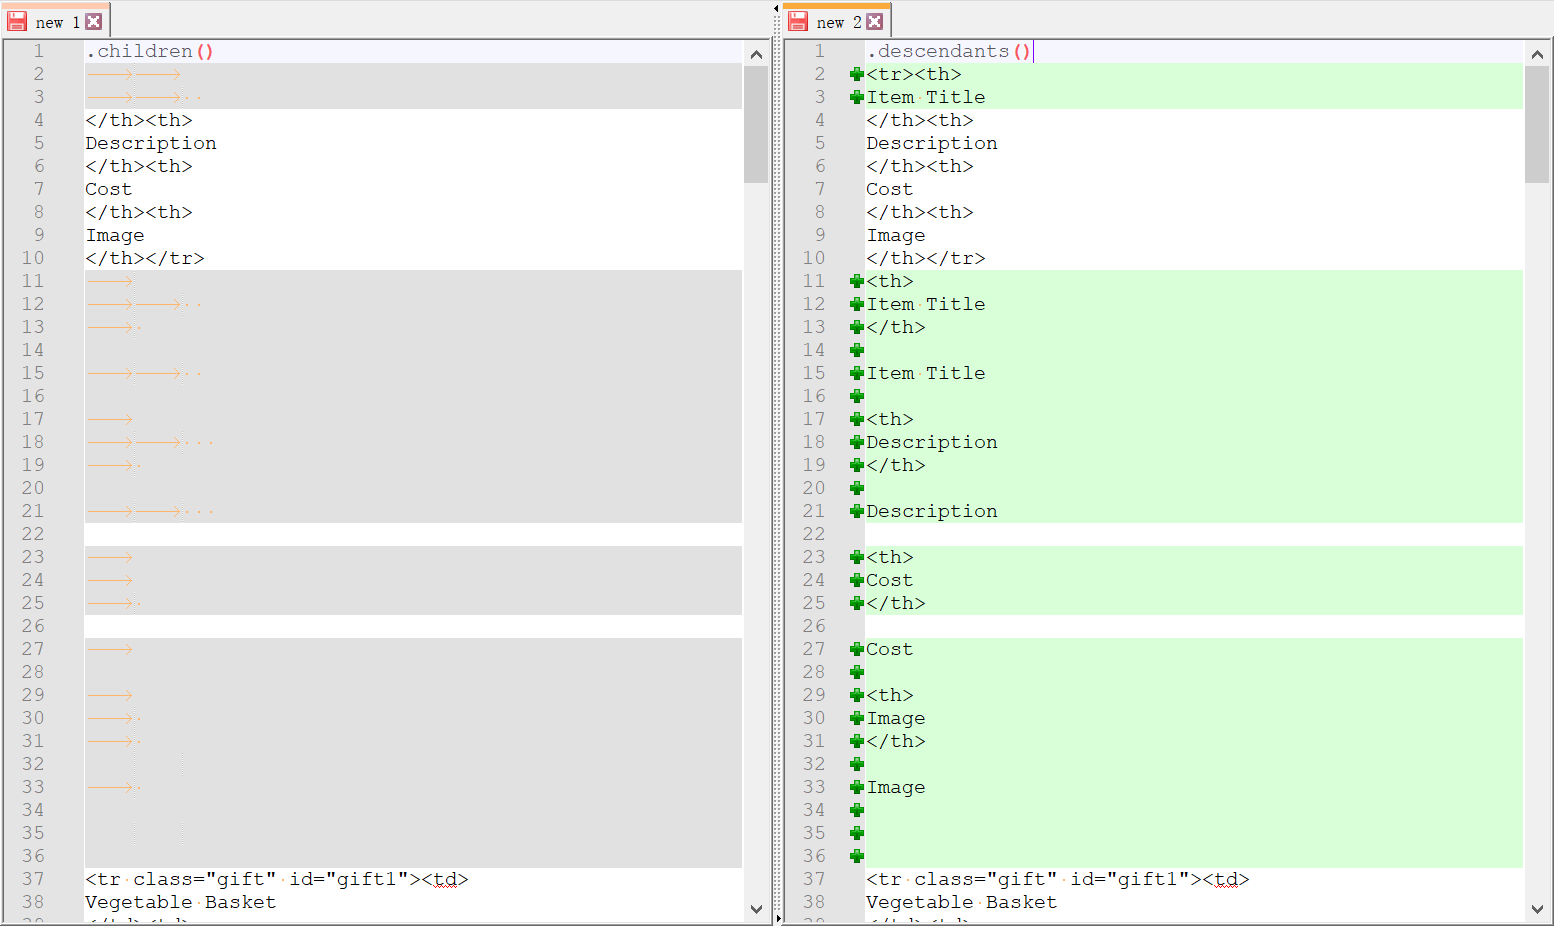 new 1
1 .children()
2
3
4 </th><th>
5 Description
6 </th><th>
7 Cost
8 </th><th>
9 Image
10 </th></tr>
11
12
13
14
15
16
17
18
19
20
21
22
23
24
25
26
27
28
29
30
31
32
33
34
35
36
37 <tr class="gift" id="gift1"><td>
38 Vegetable Basket
39 </td><td>
new 2
1 .descendants()
2 <tr><th>
3 Item Title
4 </th><th>
5 Description
6 </th><th>
7 Cost
8 </th><th>
9 Image
10 </th></tr>
11 <th>
12 Item Title
13 </th>
14
15 Item Title
16
17 <th>
18 Description
19 </th>
20
21 Description
22
23 <th>
24 Cost
25 </th>
26
27 Cost
28
29 <th>
30 Image
31 </th>
32
33 Image
34
35
36
37 <tr class="gift" id="gift1"><td>
38 Vegetable Basket
39 </td><td>